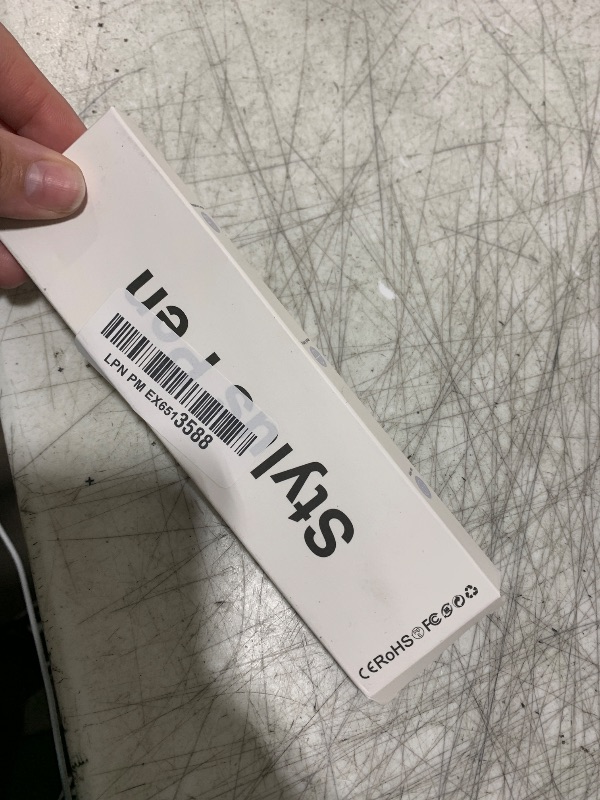 Stylus Pen
LPN PM EX6513588
CE RoHS FC